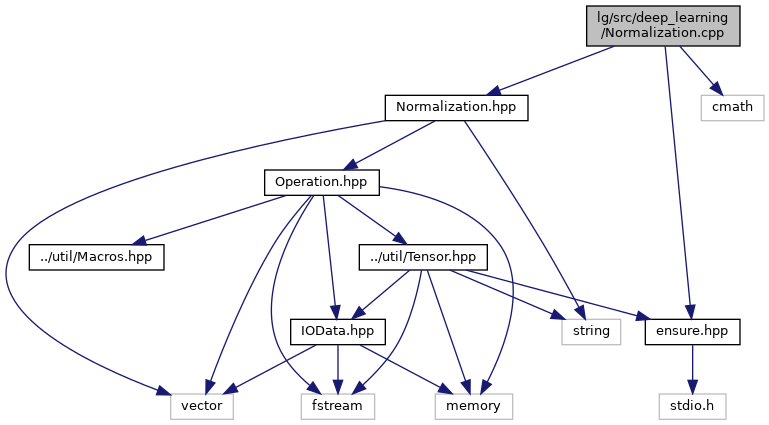 lg/src/deep_learning
/Normalization.cpp
Normalization.hpp
cmath
Operation.hpp
../util/Macros.hpp
../util/Tensor.hpp
IOData.hpp
string
ensure.hpp
vector
fstream
memory
stdio.h